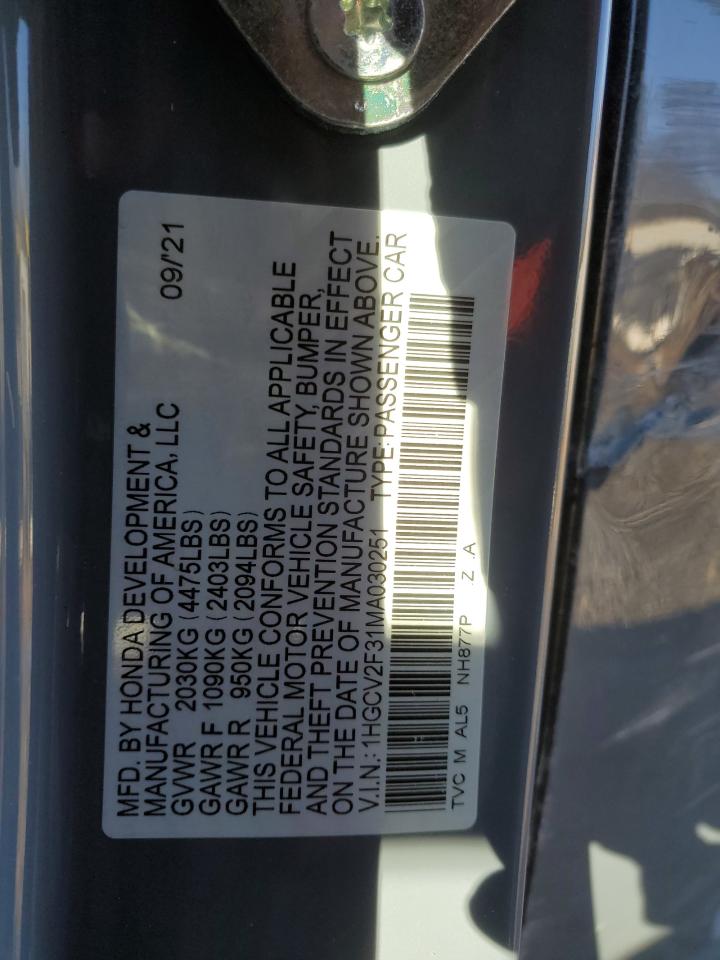 MFD. BY HONDA DEVELOPMENT & 
MANUFACTURING OF AMERICA, LLC 09/'21
GVWR 2030KG (4475LBS)
GAWR F 1090KG (2403LBS)
GAWR R 950KG (2094LBS)
THIS VEHICLE CONFORMS TO ALL APPLICABLE
FEDERAL MOTOR VEHICLE SAFETY, BUMPER,
AND THEFT PREVENTION STANDARDS IN EFFECT
ON THE DATE OF MANUFACTURE SHOWN ABOVE.
V.I.N.: 1HGCV2F31MA030251 TYPE: PASSENGER CAR
TVC M AL5 NH877P .Z .A